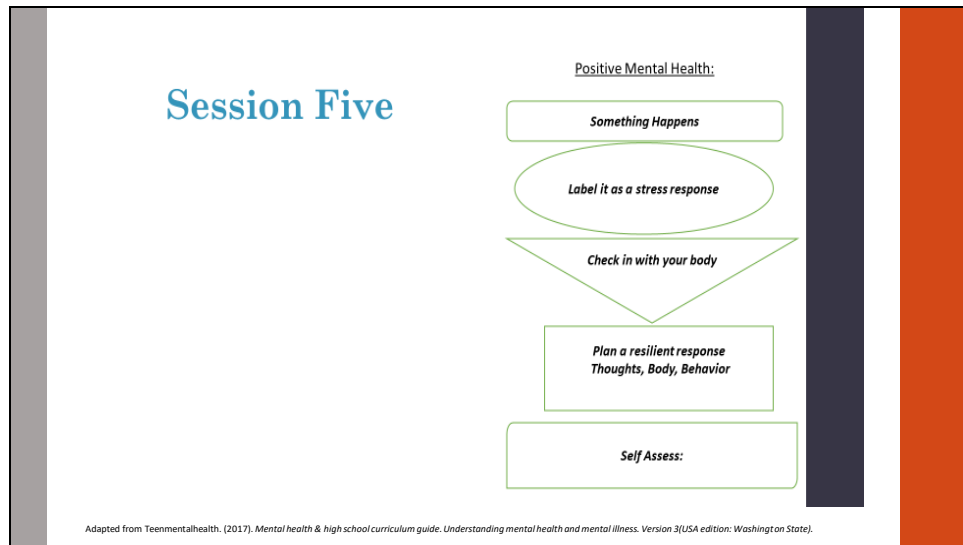 Session Five
Positive Mental Health:
Something Happens
Label it as a stress response
Check in with your body
Plan a resilient response
Thoughts, Body, Behavior
Self Assess:
Adapted from Teenmentalhealth. (2017). Mental health & high school curriculum guide. Understanding mental health and mental illness. Version 3(USA edition: Washington State).